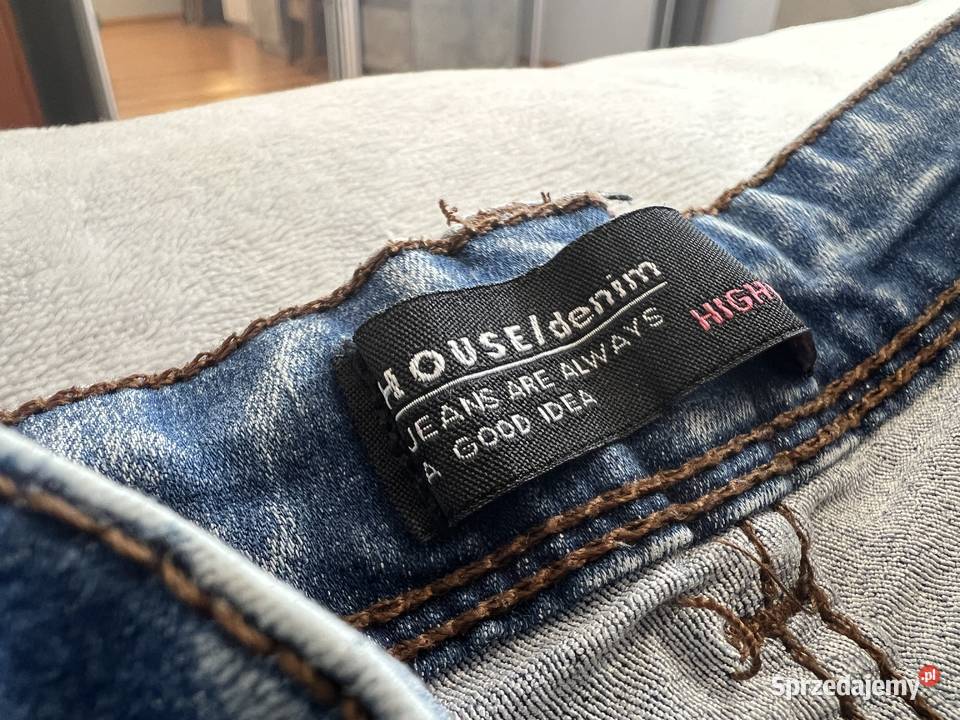 HOUSE/denim
JEANS ARE ALWAYS
A GOOD IDEA
HIGH
Sprzedajemy.pl